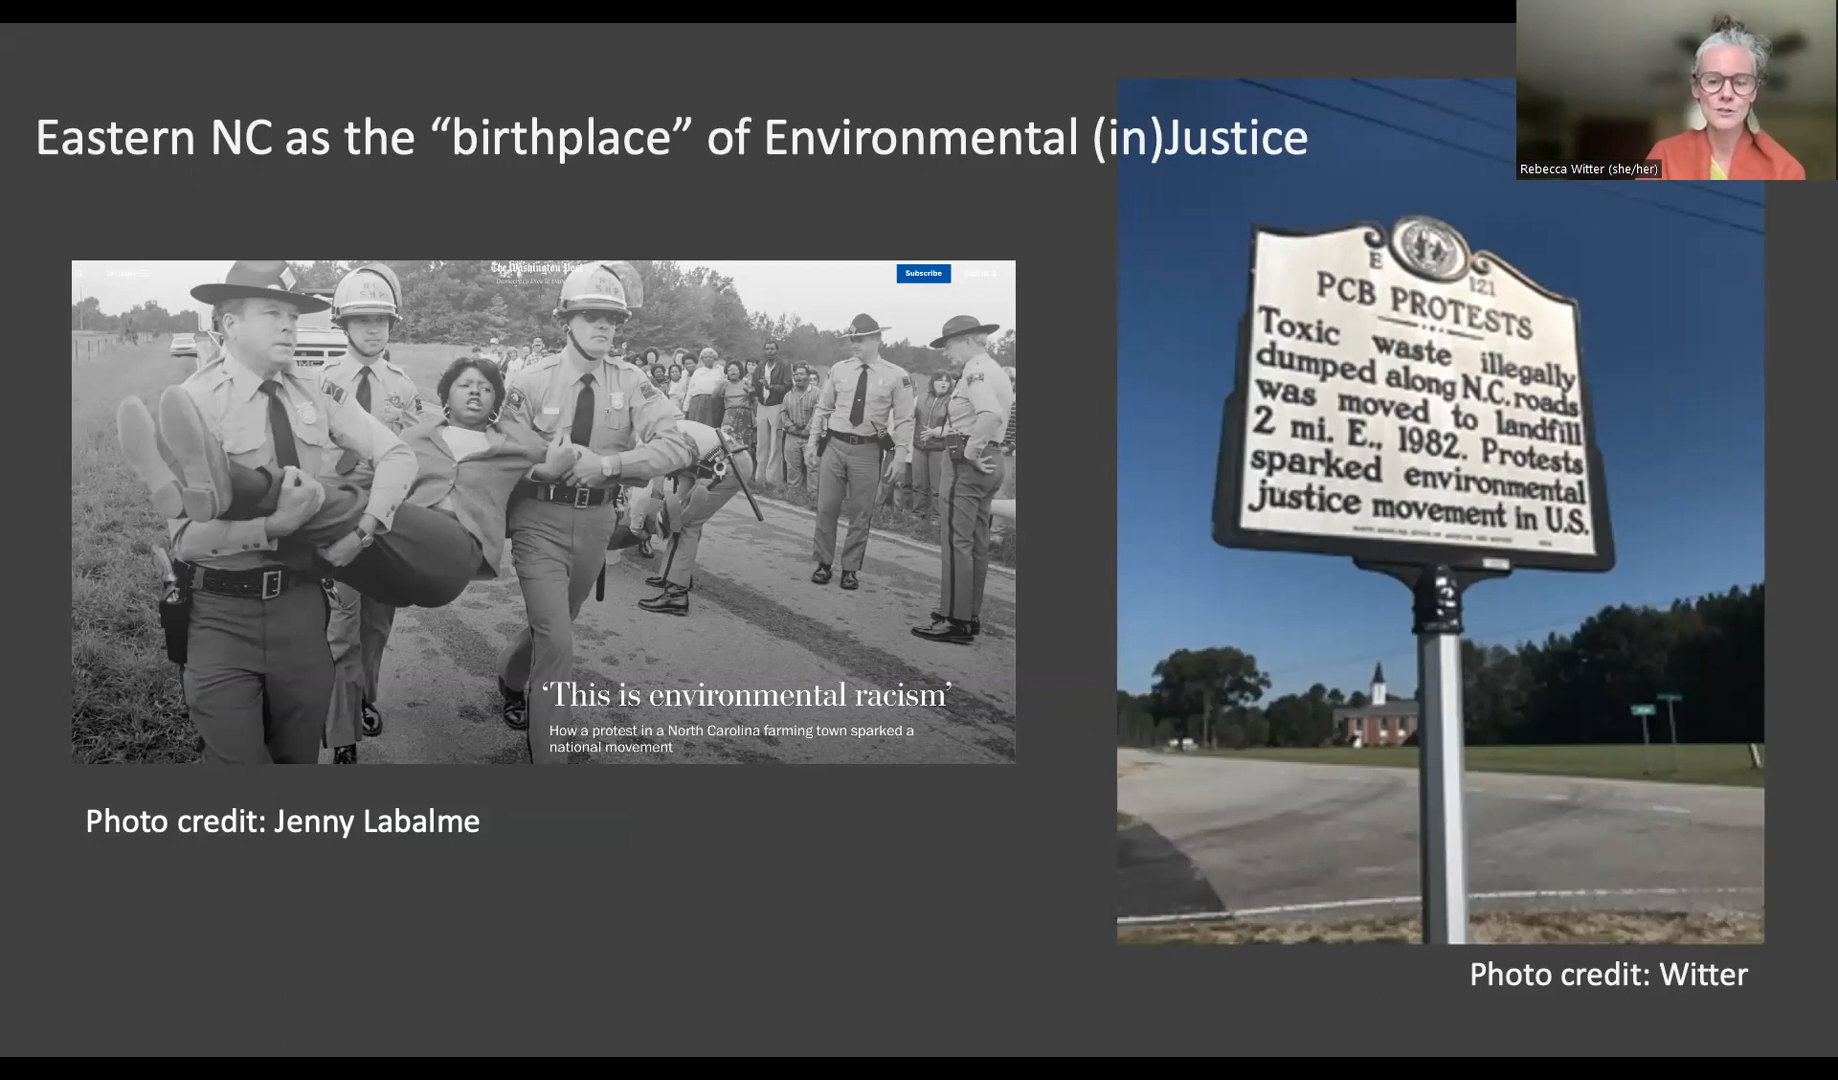 Eastern NC as the “birthplace” of Environmental (in)Justice
Rebecca Witter (she/her)
The Washington Post
Subscribe
‘This is environmental racism’
How a protest in a North Carolina farming town sparked a
national movement
Photo credit: Jenny Labalme
E 121
PCB PROTESTS
Toxic waste illegally
dumped along N.C. roads
was moved to landfill
2 mi. E., 1982. Protests
sparked environmental
justice movement in U.S.
Photo credit: Witter